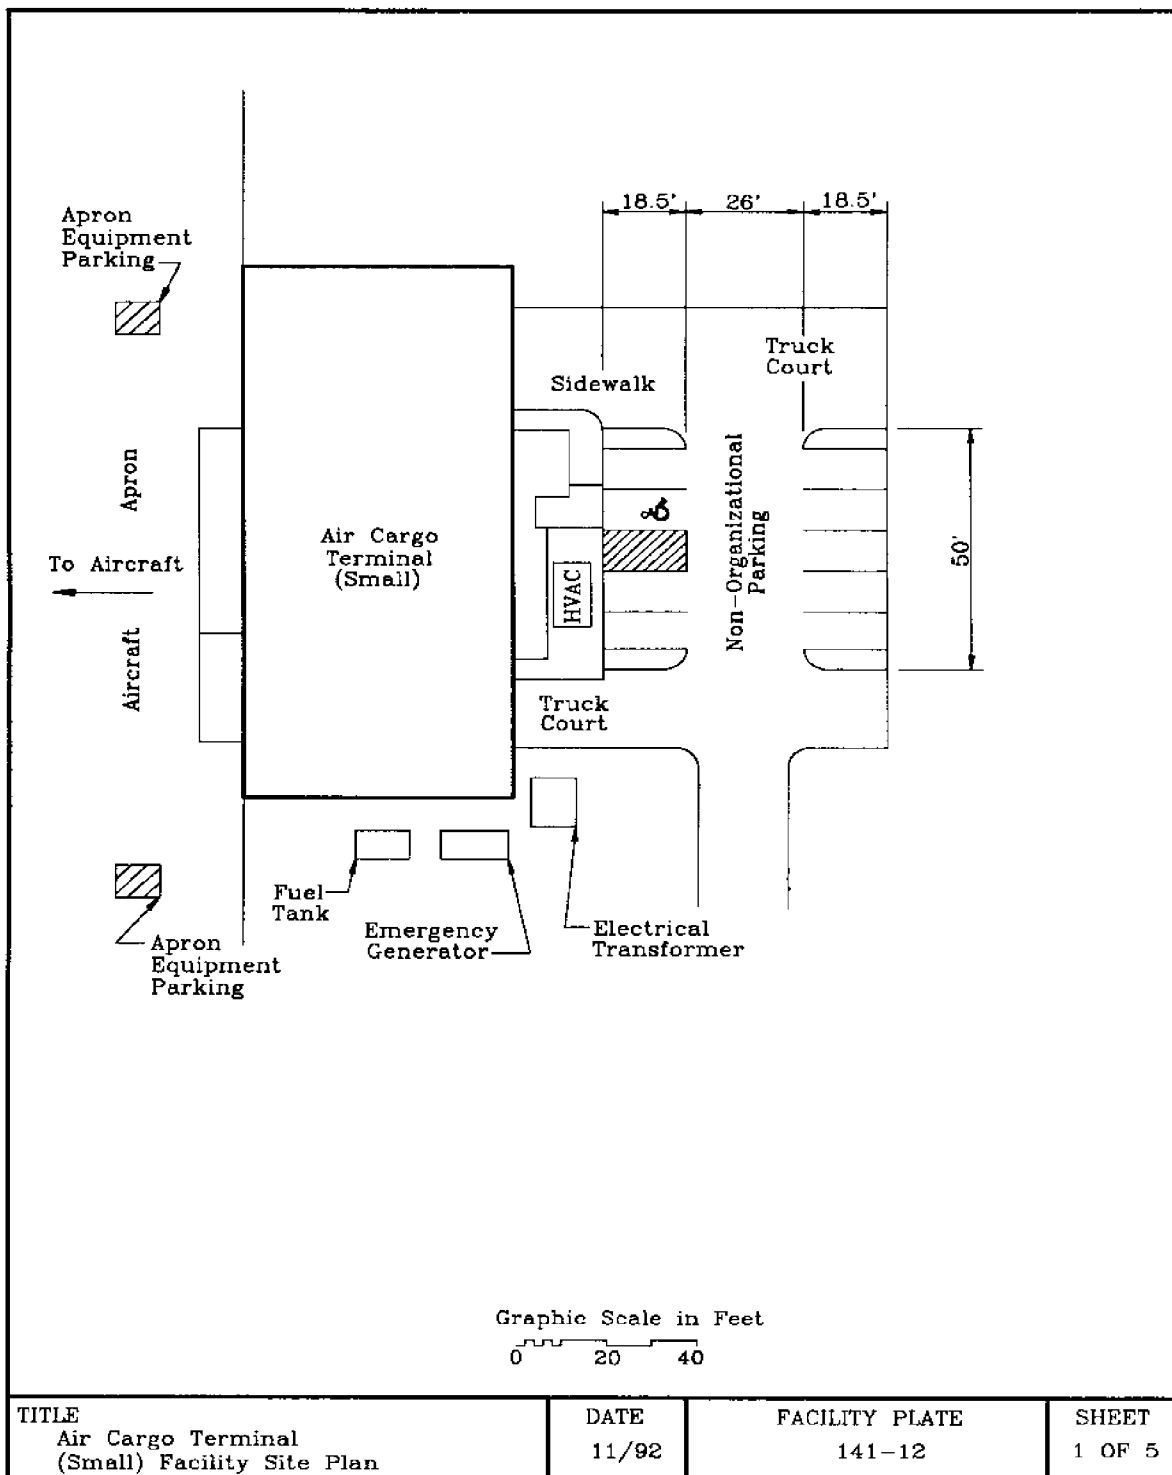 18.5'
26'
18.5'
Apron
Equipment
Parking
Truck
Court
Sidewalk
Apron
Non-Organizational
Parking
Air Cargo
Terminal
(Small)
50'
To Aircraft
HVAC
Aircraft
Truck
Court
Fuel
Tank
Emergency
Generator
Electrical
Transformer
Apron
Equipment
Parking
Graphic Scale in Feet
0 20 40
TITLE
Air Cargo Terminal
(Small) Facility Site Plan
DATE
11/92
FACILITY PLATE
141-12
SHEET
1 OF 5